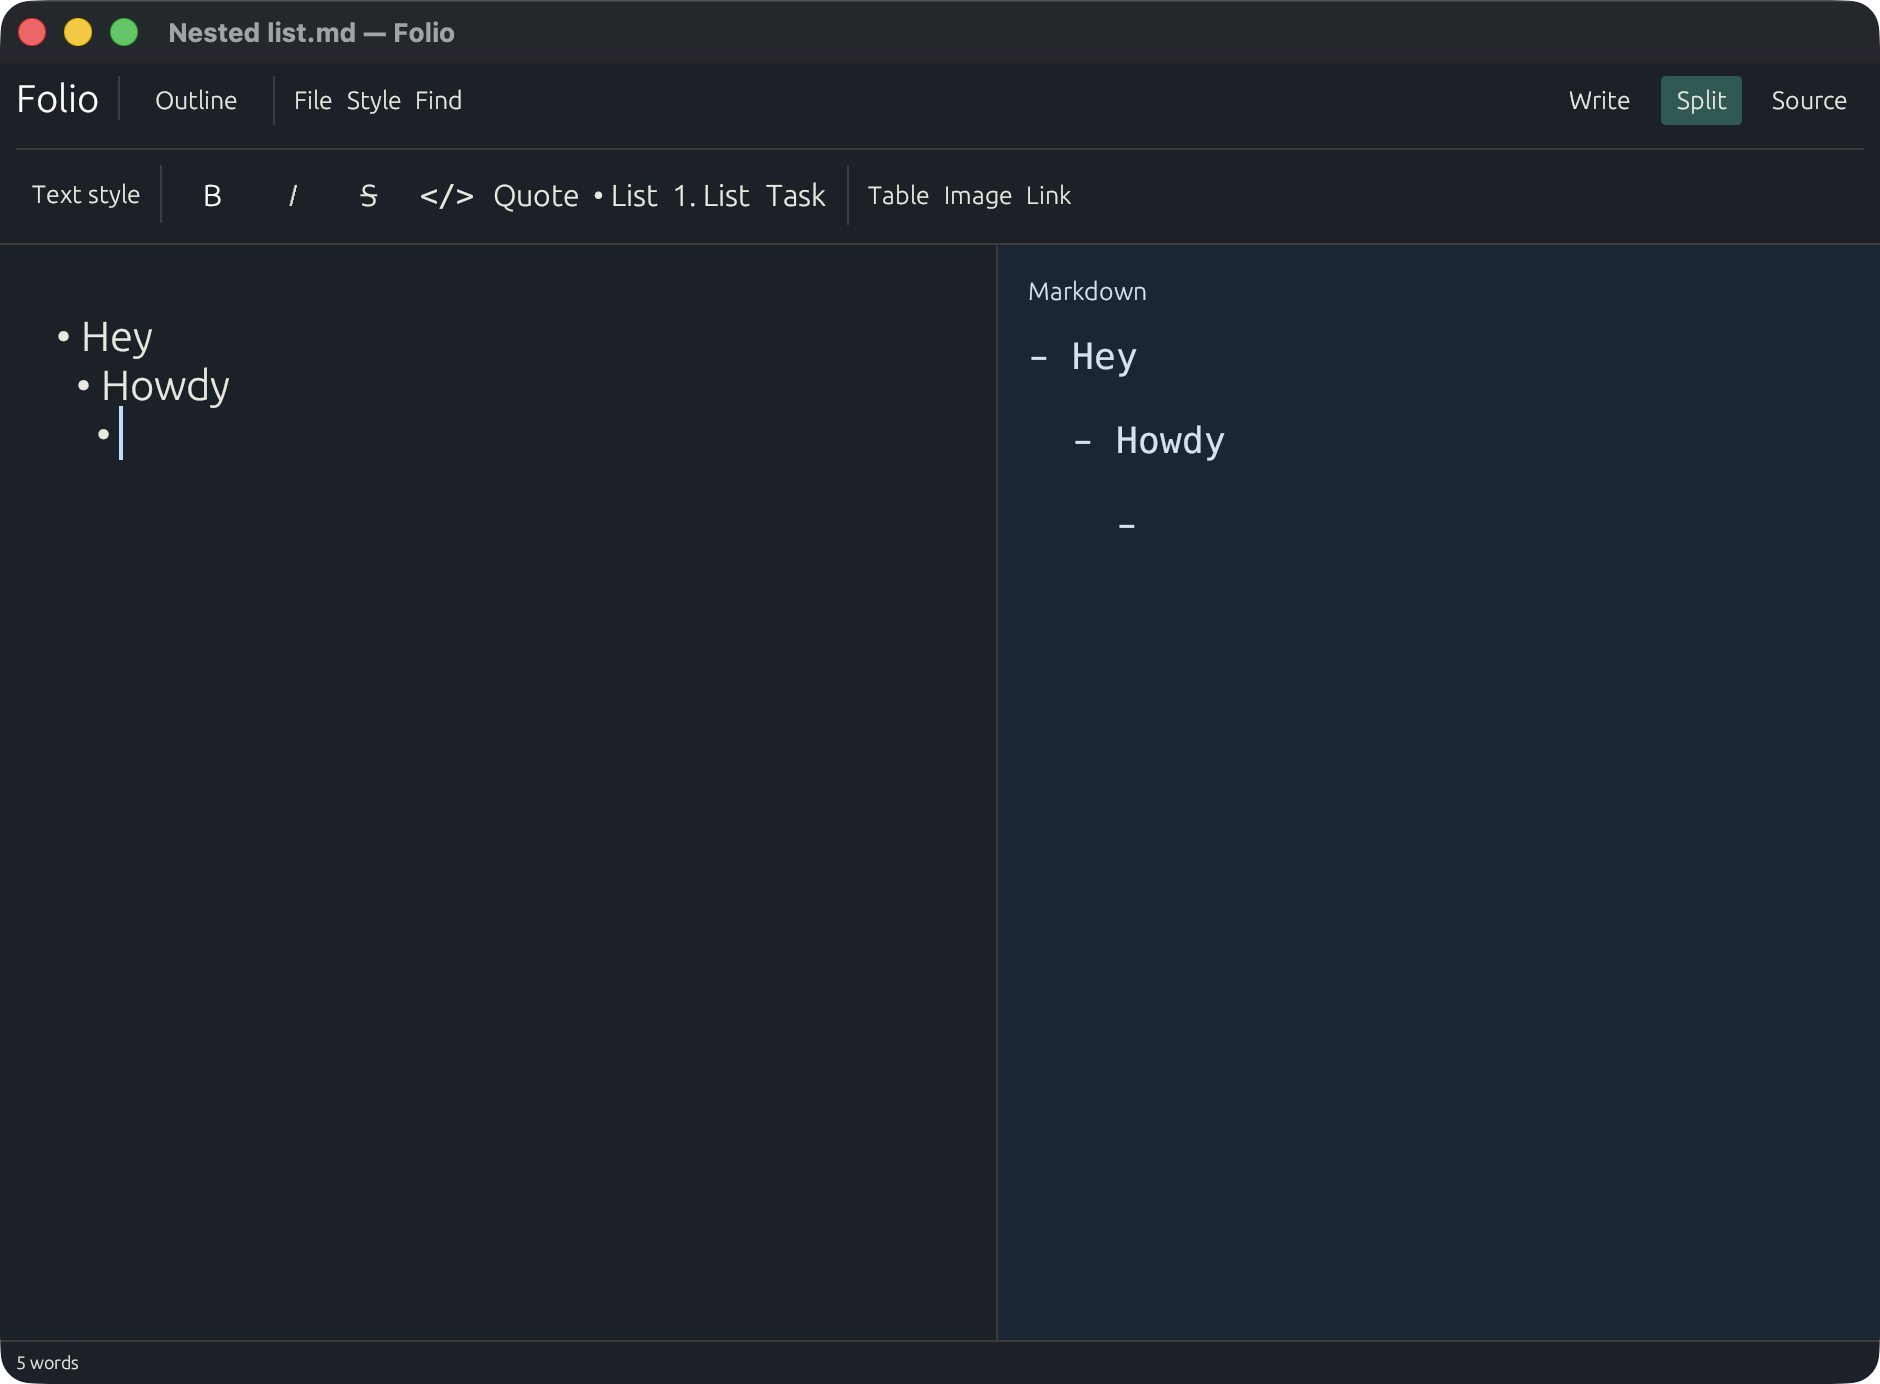 Nested list.md — Folio
Folio Outline File Style Find Write Split Source
Text style B I S </> Quote • List 1. List Task Table Image Link
• Hey
• Howdy
•
Markdown
- Hey
- Howdy
-
5 words